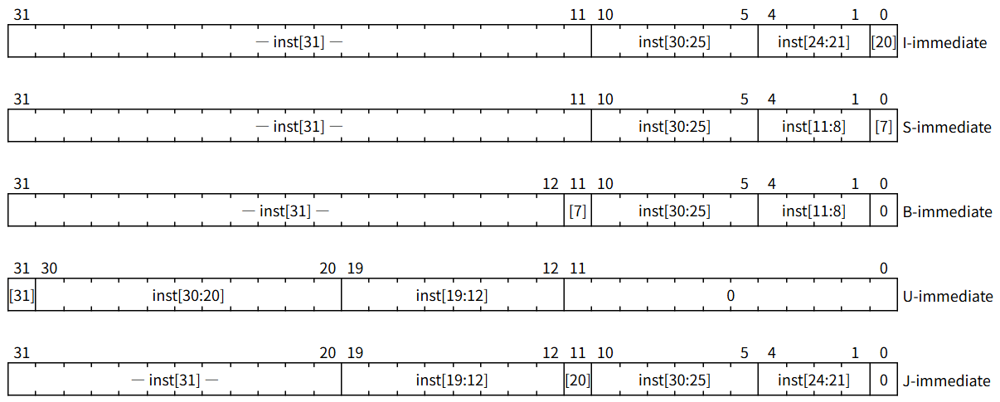 31 11 10 5 4 1 0
— inst[31] — inst[30:25] inst[24:21] [20] I-immediate
31 11 10 5 4 1 0
— inst[31] — inst[30:25] inst[11:8] [7] S-immediate
31 12 11 10 5 4 1 0
— inst[31] — [7] inst[30:25] inst[11:8] 0 B-immediate
31 30 20 19 12 11 0
[31] inst[30:20] inst[19:12] 0 U-immediate
31 20 19 12 11 10 5 4 1 0
— inst[31] — inst[19:12] [20] inst[30:25] inst[24:21] 0 J-immediate